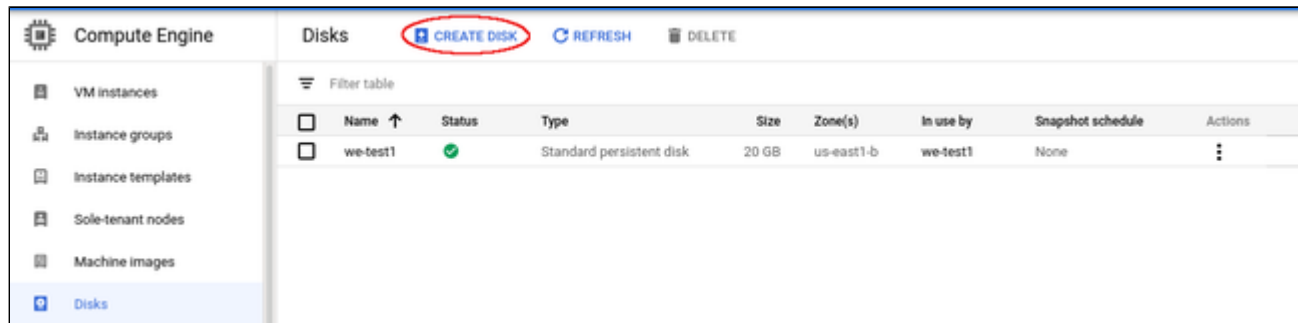 Compute Engine
Disks CREATE DISK REFRESH DELETE
VM instances
Instance groups
Instance templates
Sole-tenant nodes
Machine images
Disks
Filter table
Name Status Type Size Zone(s) In use by Snapshot schedule Actions
we-test1 Standard persistent disk 20 GB us-east1-b we-test1 None